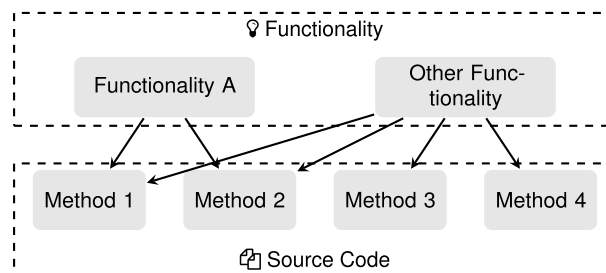 Functionality
Functionality A
Other Func-
tionality
Method 1
Method 2
Method 3
Method 4
Source Code